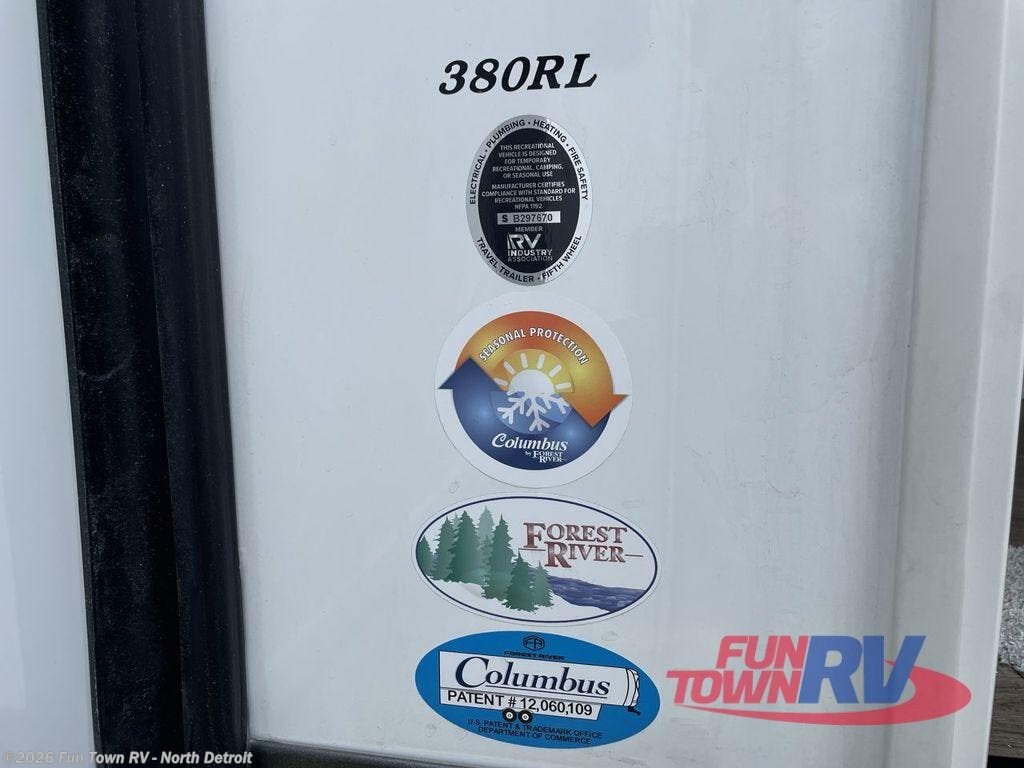 380RL
ELECTRICAL • PLUMBING • HEATING • FIRE SAFETY
THIS RECREATIONAL
VEHICLE IS DESIGNED
FOR TEMPORARY
RECREATIONAL, CAMPING,
OR SEASONAL USE
MANUFACTURER CERTIFIES
COMPLIANCE WITH STANDARD FOR
RECREATIONAL VEHICLES
NFPA 1192
S B297670
MEMBER
RV
INDUSTRY
ASSOCIATION
TRAVEL TRAILER • FIFTH WHEEL
SEASONAL PROTECTION
Columbus
by FOREST
RIVER
FOREST
RIVER
FR
FOREST RIVER
Columbus
PATENT # 12,060,109
U.S. PATENT & TRADEMARK OFFICE
DEPARTMENT OF COMMERCE
FUN
TOWN RV
©2026 Fun Town RV - North Detroit